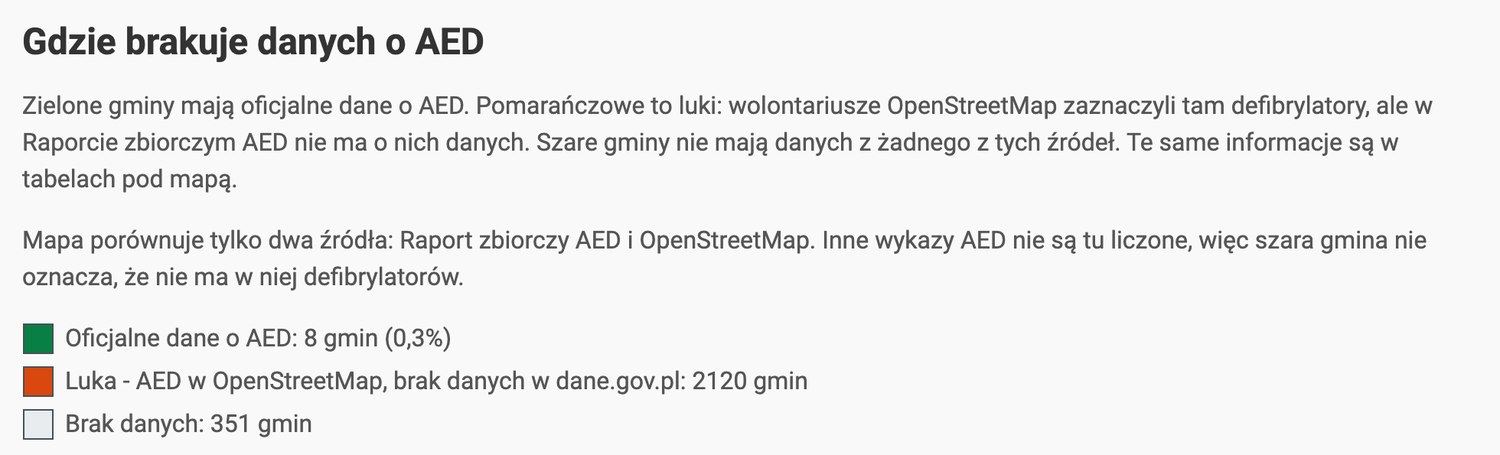 Gdzie brakuje danych o AED
Zielone gminy mają oficjalne dane o AED. Pomarańczowe to luki: wolontariusze OpenStreetMap zaznaczyli tam defibrylatory, ale w
Raporcie zbiorczym AED nie ma o nich danych. Szare gminy nie mają danych z żadnego z tych źródeł. Te same informacje są w
tabelach pod mapą.
Mapa porównuje tylko dwa źródła: Raport zbiorczy AED i OpenStreetMap. Inne wykazy AED nie są tu liczone, więc szara gmina nie
oznacza, że nie ma w niej defibrylatorów.
Oficjalne dane o AED: 8 gmin (0,3%)
Luka - AED w OpenStreetMap, brak danych w dane.gov.pl: 2120 gmin
Brak danych: 351 gmin